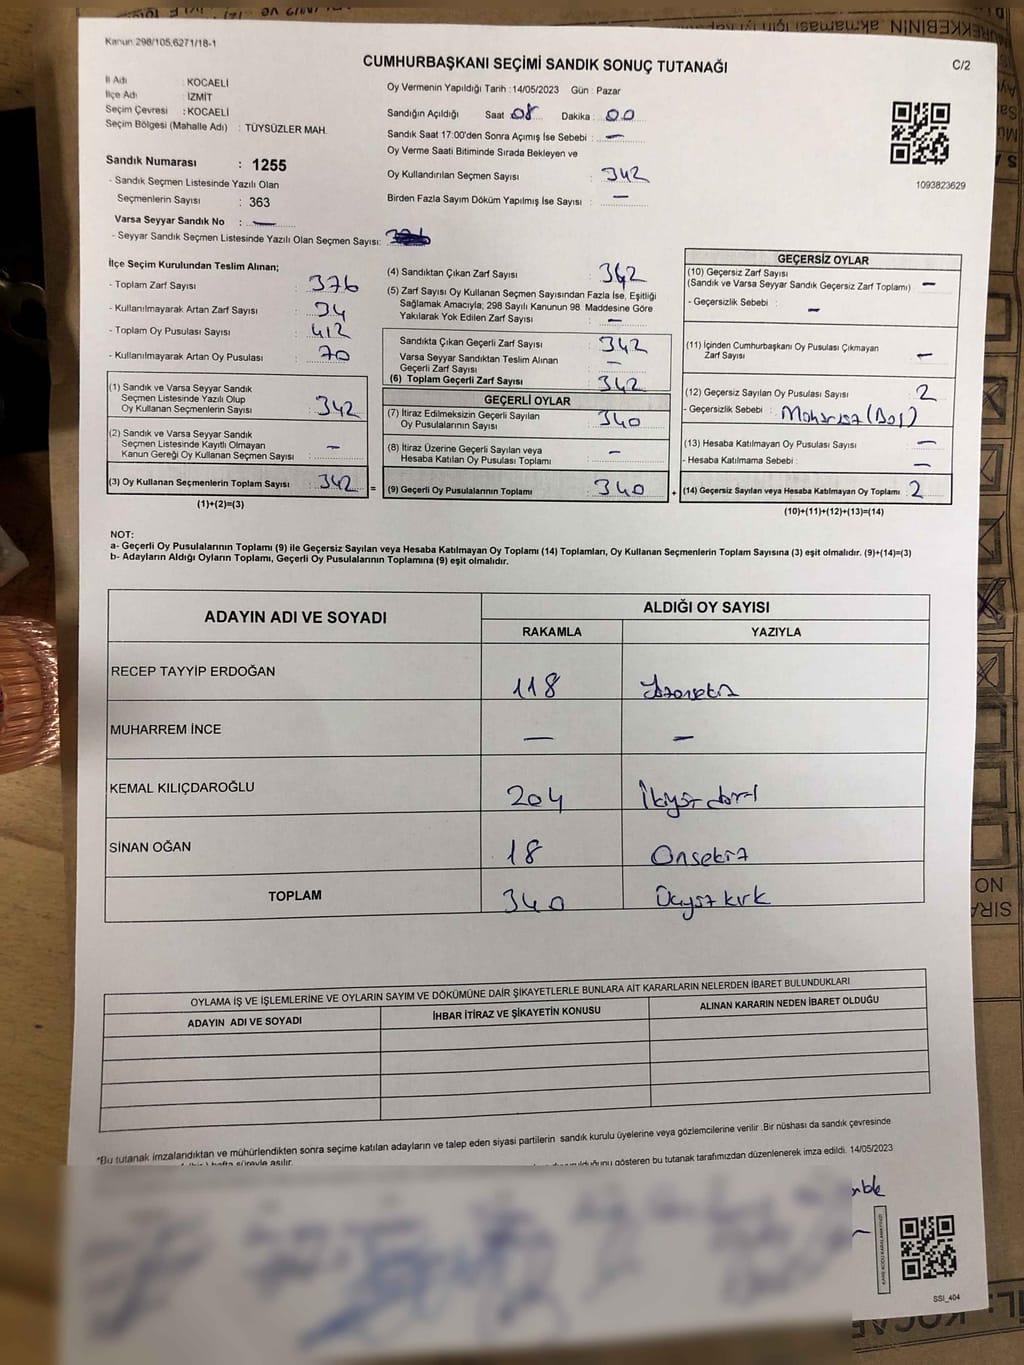 Kanun 298/105,6271/18-1
CUMHURBAŞKANI SEÇİMİ SANDIK SONUÇ TUTANAĞI
C/2
İl Adı : KOCAELİ
İlçe Adı : İZMİT
Seçim Çevresi : KOCAELİ
Seçim Bölgesi (Mahalle Adı) : TÜYSÜZLER MAH.
Sandık Numarası : 1255
- Sandık Seçmen Listesinde Yazılı Olan
Seçmenlerin Sayısı : 363
Varsa Seyyar Sandık No : —
- Seyyar Sandık Seçmen Listesinde Yazılı Olan Seçmen Sayısı:
Oy Vermenin Yapıldığı Tarih : 14/05/2023 Gün : Pazar
Sandığın Açıldığı Saat 08 Dakika : 00
Sandık Saat 17:00'den Sonra Açımış İse Sebebi : —
Oy Verme Saati Bitiminde Sırada Bekleyen ve
Oy Kullandırılan Seçmen Sayısı : 342
Birden Fazla Sayım Döküm Yapılmış İse Sayısı : —
1093823629
İlçe Seçim Kurulundan Teslim Alınan;
- Toplam Zarf Sayısı : 376
- Kullanılmayarak Artan Zarf Sayısı : 34
- Toplam Oy Pusulası Sayısı : 412
- Kullanılmayarak Artan Oy Pusulası : 70
(1) Sandık ve Varsa Seyyar Sandık
Seçmen Listesinde Yazılı Olup
Oy Kullanan Seçmenlerin Sayısı : 342
(2) Sandık ve Varsa Seyyar Sandık
Seçmen Listesinde Kayıtlı Olmayan
Kanun Gereği Oy Kullanan Seçmen Sayısı : —
(3) Oy Kullanan Seçmenlerin Toplam Sayısı : 342 =
(1)+(2)=(3)
(4) Sandıktan Çıkan Zarf Sayısı : 342
(5) Zarf Sayısı Oy Kullanan Seçmen Sayısından Fazla İse, Eşitliği
Sağlamak Amacıyla; 298 Sayılı Kanunun 98. Maddesine Göre
Yakılarak Yok Edilen Zarf Sayısı : —
Sandıkta Çıkan Geçerli Zarf Sayısı : 342
Varsa Seyyar Sandıktan Teslim Alınan
Geçerli Zarf Sayısı : —
(6) Toplam Geçerli Zarf Sayısı : 342
GEÇERLİ OYLAR
(7) İtiraz Edilmeksizin Geçerli Sayılan
Oy Pusulalarının Sayısı : 340
(8) İtiraz Üzerine Geçerli Sayılan veya
Hesaba Katılan Oy Pusulası Toplamı : —
(9) Geçerli Oy Pusulalarının Toplamı : 340 +
GEÇERSİZ OYLAR
(10) Geçersiz Zarf Sayısı
(Sandık ve Varsa Seyyar Sandık Geçersiz Zarf Toplamı) : —
- Geçersizlik Sebebi : —
(11) İçinden Cumhurbaşkanı Oy Pusulası Çıkmayan
Zarf Sayısı : —
(12) Geçersiz Sayılan Oy Pusulası Sayısı : 2
- Geçersizlik Sebebi : Mühürsüz (Boş)
(13) Hesaba Katılmayan Oy Pusulası Sayısı : —
- Hesaba Katılmama Sebebi : —
(14) Geçersiz Sayılan veya Hesaba Katılmayan Oy Toplamı : 2
(10)+(11)+(12)+(13)=(14)
NOT:
a- Geçerli Oy Pusulalarının Toplamı (9) ile Geçersiz Sayılan veya Hesaba Katılmayan Oy Toplamı (14) Toplamları, Oy Kullanan Seçmenlerin Toplam Sayısına (3) eşit olmalıdır. (9)+(14)=(3)
b- Adayların Aldığı Oyların Toplamı, Geçerli Oy Pusulalarının Toplamına (9) eşit olmalıdır.
ADAYIN ADI VE SOYADI
ALDIĞI OY SAYISI
RAKAMLA YAZIYLA
RECEP TAYYİP ERDOĞAN 118 Yüzonsekiz
MUHARREM İNCE — —
KEMAL KILIÇDAROĞLU 204 İkiyüz dört
SİNAN OĞAN 18 Onsekiz
TOPLAM 340 Üçyüz kırk
OYLAMA İŞ VE İŞLEMLERİNE VE OYLARIN SAYIM VE DÖKÜMÜNE DAİR ŞİKAYETLERLE BUNLARA AİT KARARLARIN NELERDEN İBARET BULUNDUKLARI
ADAYIN ADI VE SOYADI İHBAR İTİRAZ VE ŞİKAYETİN KONUSU ALINAN KARARIN NEDEN İBARET OLDUĞU
*Bu tutanak imzalandıktan ve mühürlendikten sonra seçime katılan adayların ve talep eden siyasi partilerin sandık kurulu üyelerine veya gözlemcilerine verilir .Bir nüshası da sandık çevresinde
hafta süreyle asılır.
gösteren bu tutanak tarafımızdan düzenlenerek imza edildi. 14/05/2023
SSI_404